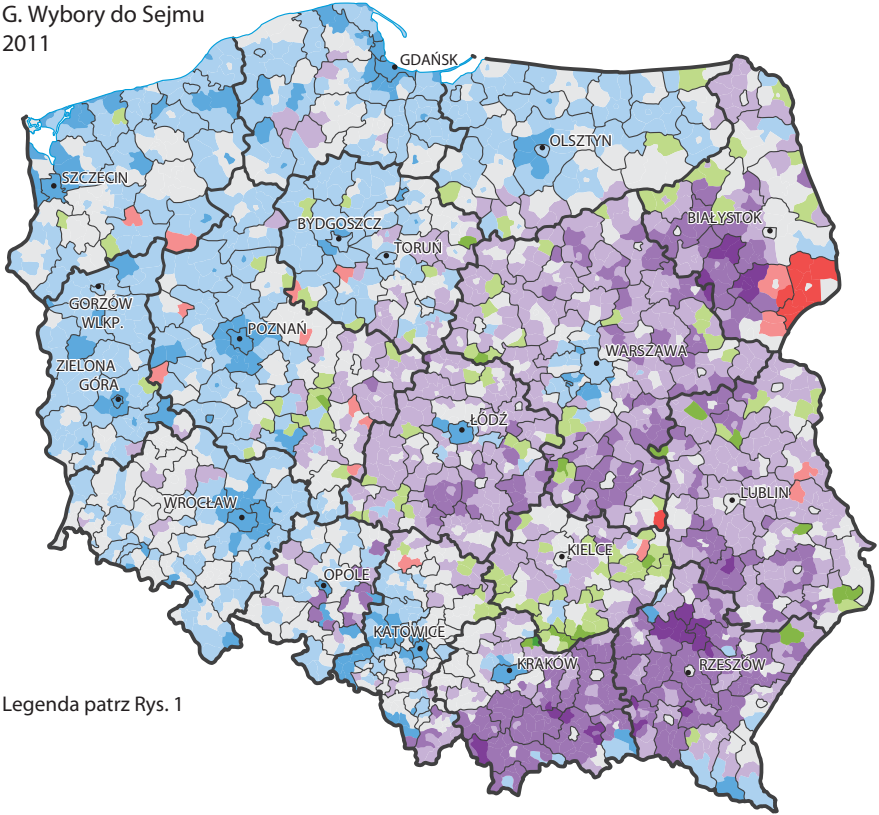 G. Wybory do Sejmu
2011
GDAŃSK
OLSZTYN
SZCZECIN
BIAŁYSTOK
BYDGOSZCZ
TORUŃ
GORZÓW
WLKP.
POZNAŃ
WARSZAWA
ZIELONA
GÓRA
ŁÓDŹ
LUBLIN
WROCŁAW
KIELCE
OPOLE
KATOWICE
KRAKÓW
RZESZÓW
Legenda patrz Rys. 1